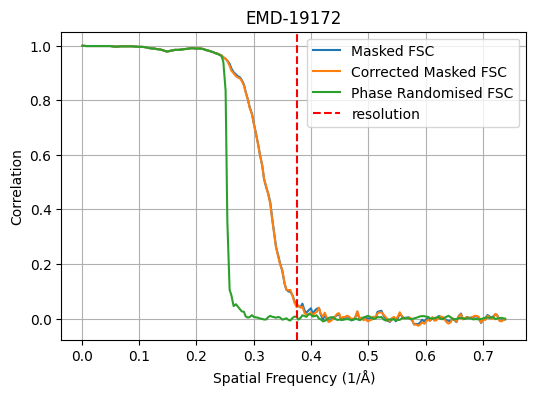 EMD-19172
Masked FSC
Corrected Masked FSC
Phase Randomised FSC
resolution
Correlation
1.0
0.8
0.6
0.4
0.2
0.0
0.0 0.1 0.2 0.3 0.4 0.5 0.6 0.7
Spatial Frequency (1/Å)